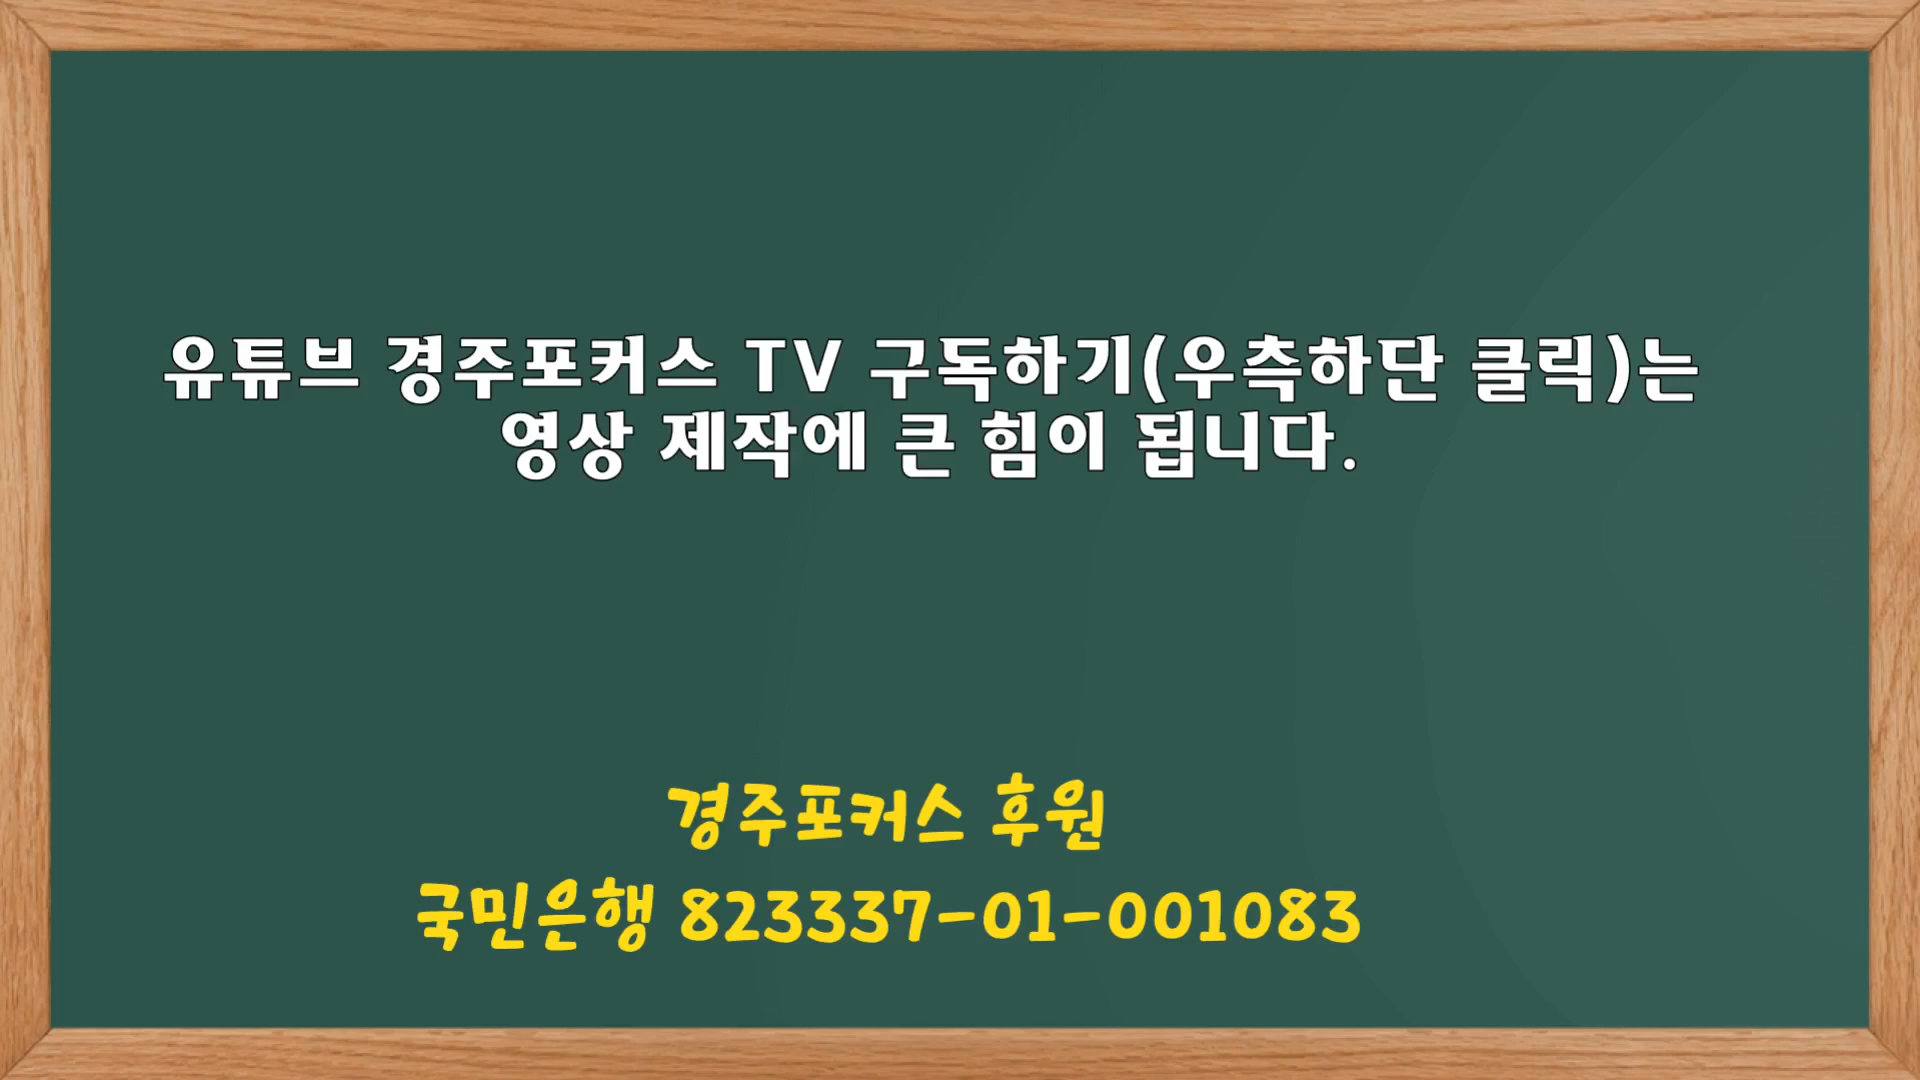 유튜브 경주포커스 TV 구독하기(우측하단 클릭)는
영상 제작에 큰 힘이 됩니다.
경주포커스 후원
국민은행 823337-01-001083